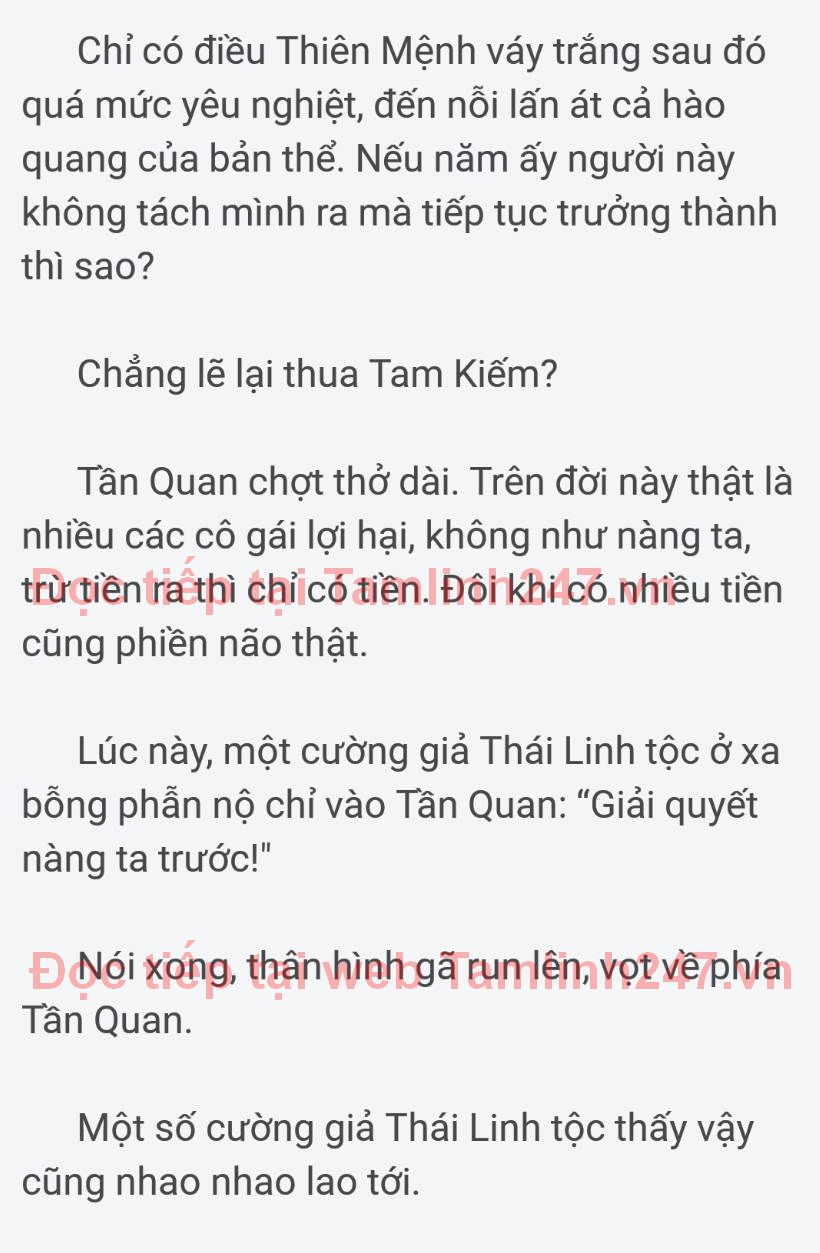 Chỉ có điều Thiên Mệnh váy trắng sau đó
quá mức yêu nghiệt, đến nỗi lấn át cả hào
quang của bản thể. Nếu năm ấy người này
không tách mình ra mà tiếp tục trưởng thành
thì sao?
Chẳng lẽ lại thua Tam Kiếm?
Tần Quan chợt thở dài. Trên đời này thật là
nhiều các cô gái lợi hại, không như nàng ta,
trừ tiền ra thì chỉ có tiền. Đôi khi có nhiều tiền
Đọc tiếp tại Tamlinh247.vn
cũng phiền não thật.
Lúc này, một cường giả Thái Linh tộc ở xa
bỗng phẫn nộ chỉ vào Tần Quan: “Giải quyết
nàng ta trước!"
Nói xong, thân hình gã run lên, vọt về phía
Đọc tiếp tại web Tamlinh247.vn
Tần Quan.
Một số cường giả Thái Linh tộc thấy vậy
cũng nhao nhao lao tới.